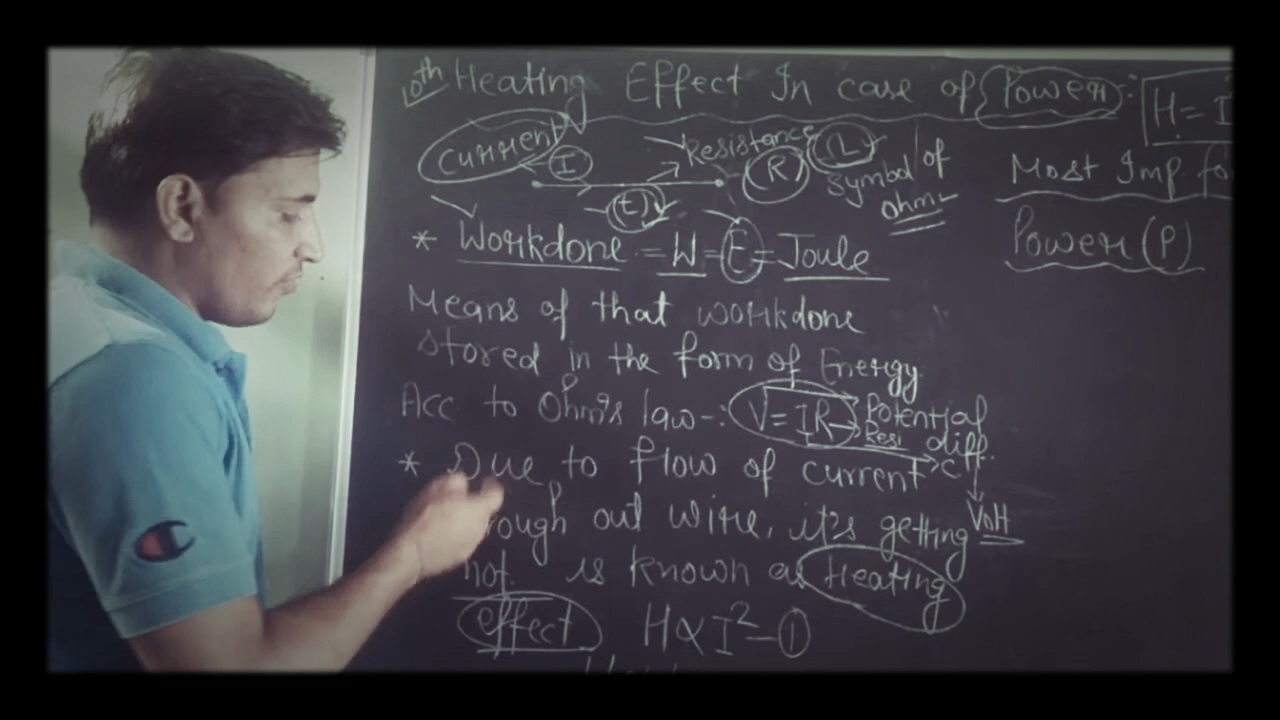 10th Heating Effect In case of Power :
H = I
Current
I
Resistance
(R)
(L)
symbol of
ohm
(t)
Most Imp. fo
Power (P)
* Workdone = W = E = Joule
Means of that workdone
stored in the form of Energy.
Acc to Ohm's law -: V = IR Potential
Resi diff.
* Due to flow of current C
rough out wire, it's getting Volt
hot. is known as Heating
effect H ∝ I² - ①